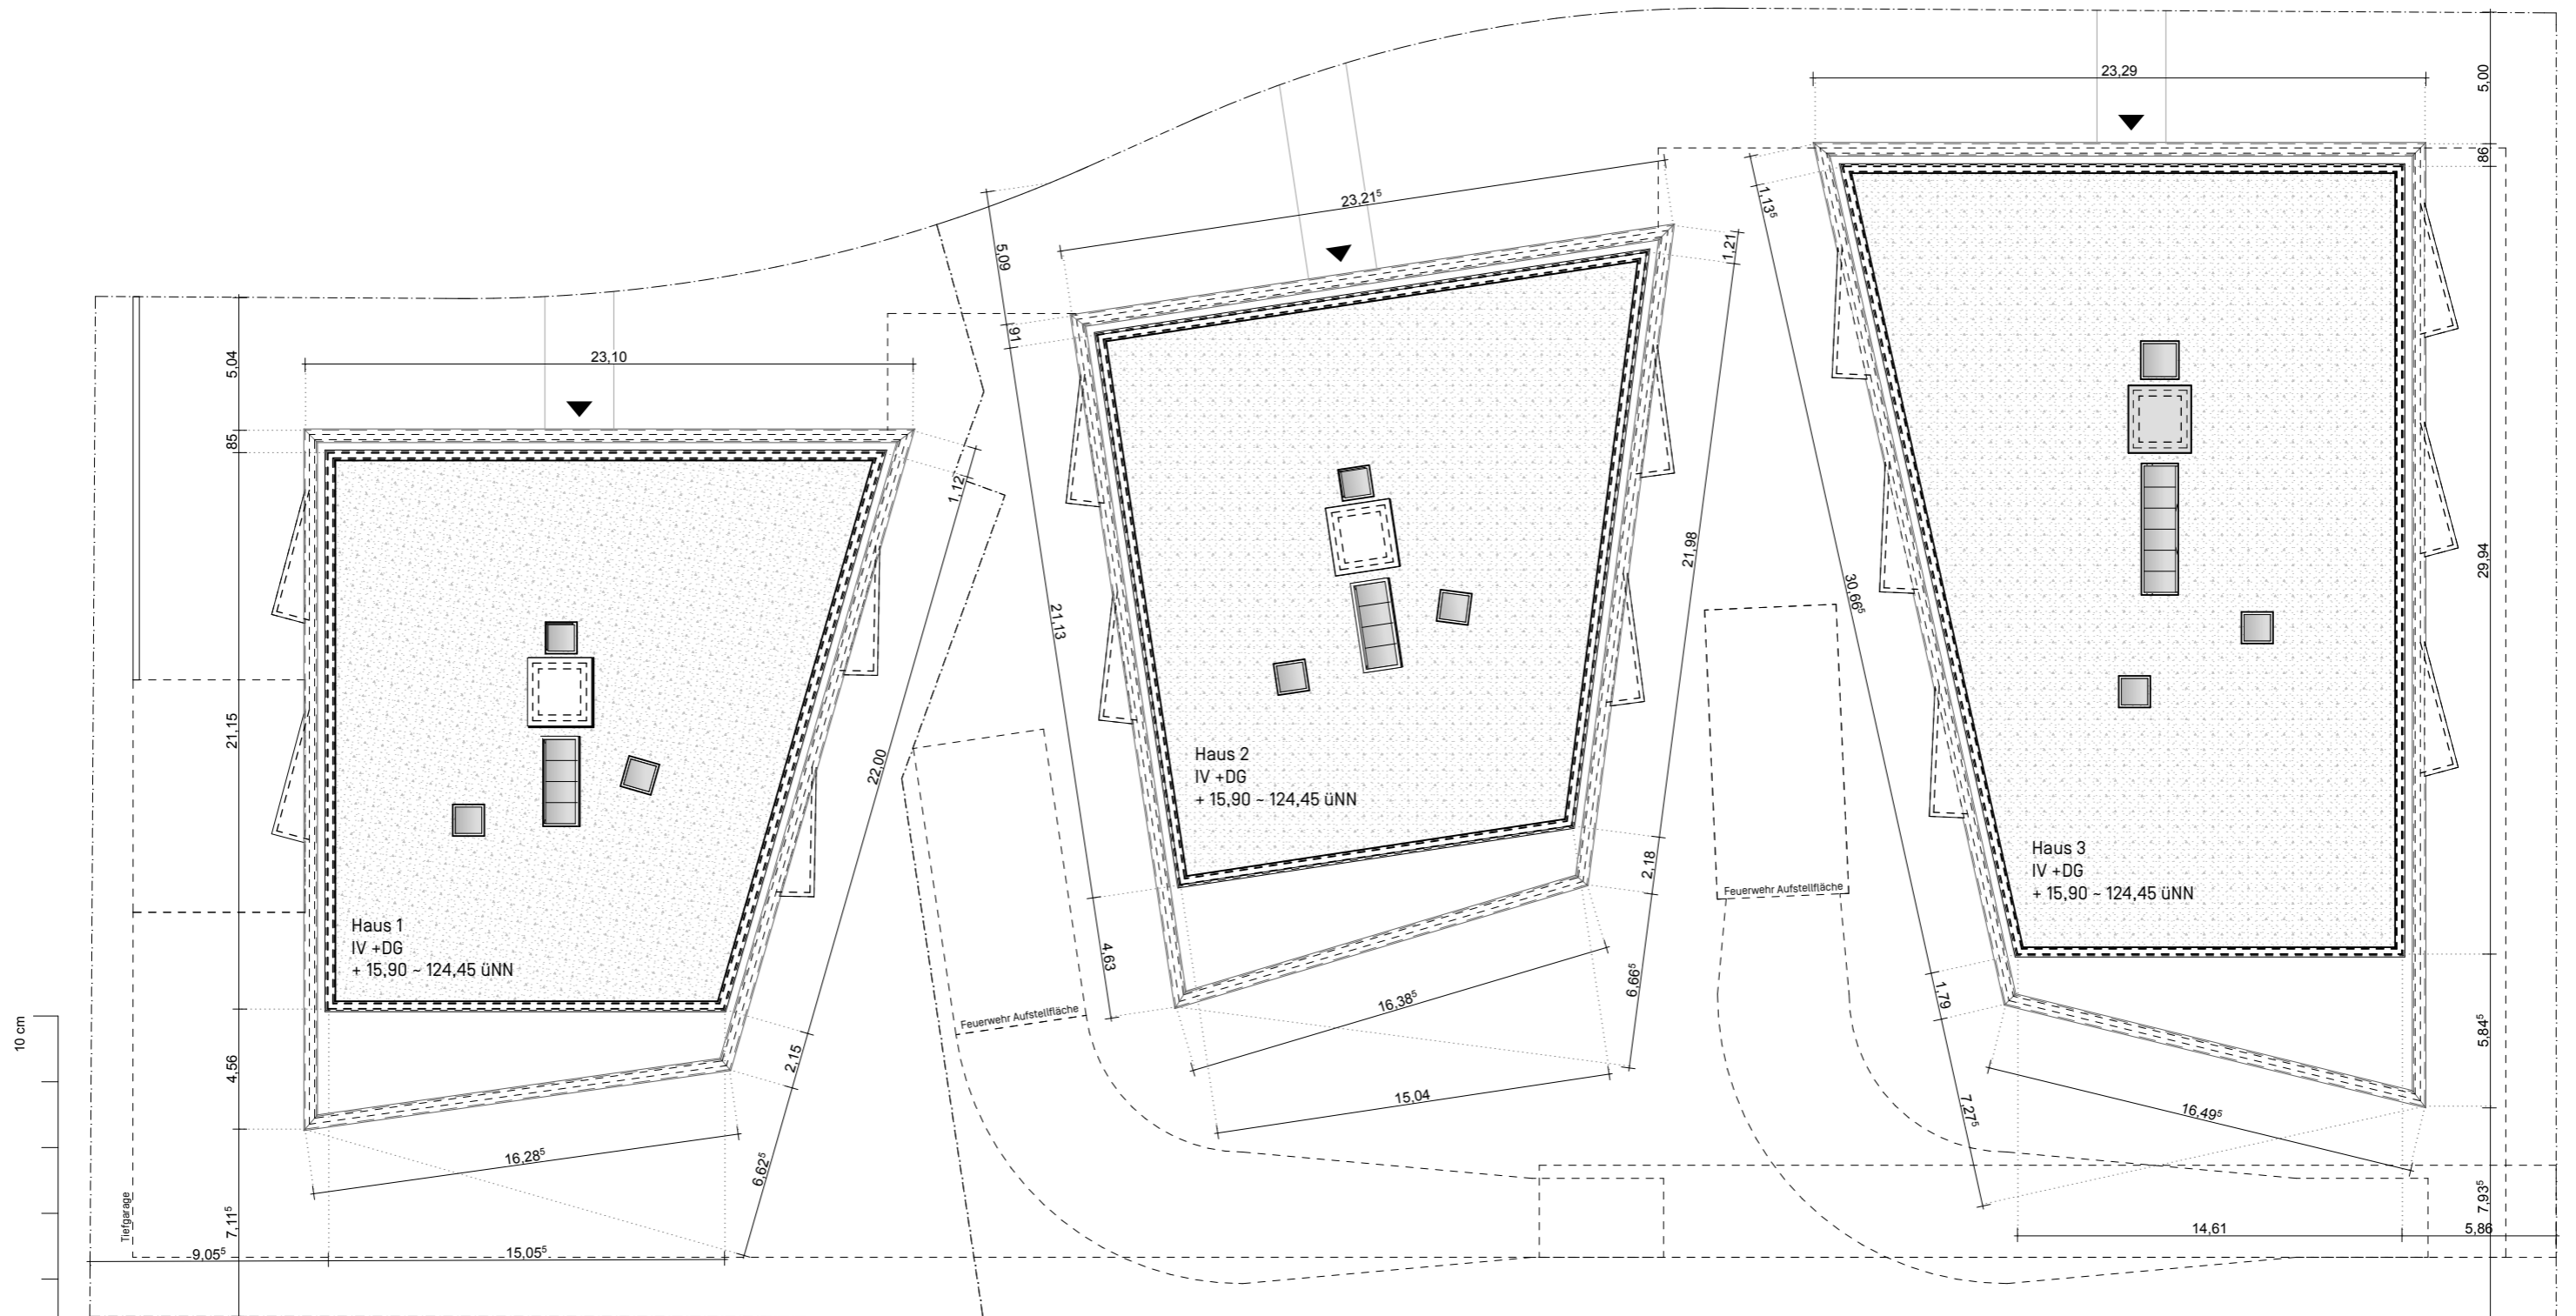 23,29
5,00
86
23,21⁵
1,13⁵
5,09
1,21
91
23,10
5,04
85
1,12
21,98
29,94
30,66⁵
21,13
21,15
22,00
Haus 2
IV +DG
+ 15,90 ~ 124,45 üNN
Haus 3
IV +DG
+ 15,90 ~ 124,45 üNN
Haus 1
IV +DG
+ 15,90 ~ 124,45 üNN
2,18
Feuerwehr Aufstellfläche
4,63
6,66⁵
1,79
16,38⁵
Feuerwehr Aufstellfläche
10 cm
4,56
2,15
5,84⁵
15,04
7,27⁵
16,49⁵
16,28⁵
6,62⁵
Tiefgarage
7,11⁵
7,93⁵
14,61
5,86
9,05⁵
15,05⁵